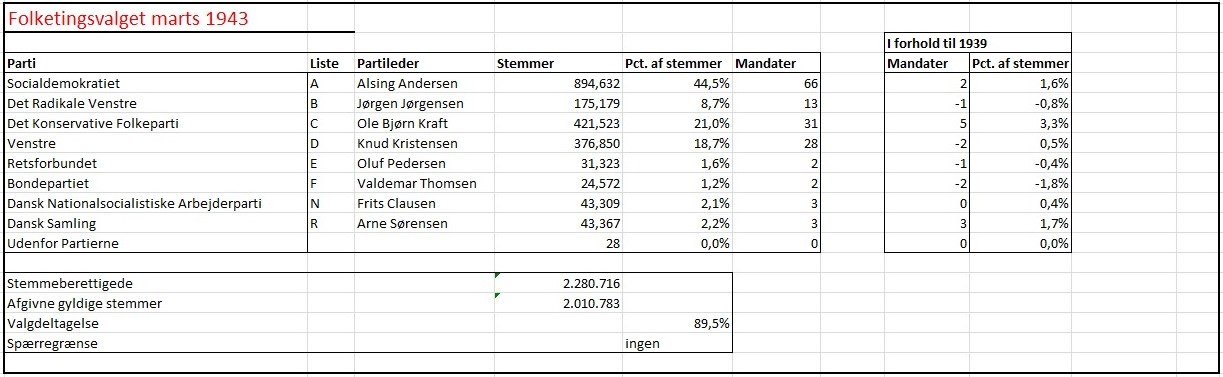 Folketingsvalget marts 1943
I forhold til 1939
Parti Liste Partileder Stemmer Pct. af stemmer Mandater Mandater Pct. af stemmer
Socialdemokratiet A Alsing Andersen 894,632 44,5% 66 2 1,6%
Det Radikale Venstre B Jørgen Jørgensen 175,179 8,7% 13 -1 -0,8%
Det Konservative Folkeparti C Ole Bjørn Kraft 421,523 21,0% 31 5 3,3%
Venstre D Knud Kristensen 376,850 18,7% 28 -2 0,5%
Retsforbundet E Oluf Pedersen 31,323 1,6% 2 -1 -0,4%
Bondepartiet F Valdemar Thomsen 24,572 1,2% 2 -2 -1,8%
Dansk Nationalsocialistiske Arbejderparti N Frits Clausen 43,309 2,1% 3 0 0,4%
Dansk Samling R Arne Sørensen 43,367 2,2% 3 3 1,7%
Udenfor Partierne 28 0,0% 0 0 0,0%
Stemmeberettigede 2.280.716
Afgivne gyldige stemmer 2.010.783
Valgdeltagelse 89,5%
Spærregrænse ingen